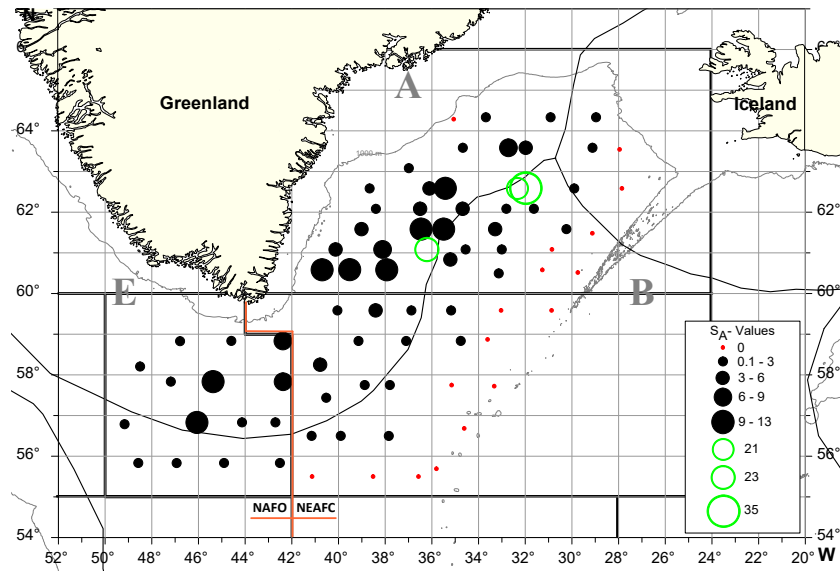 N
Greenland
A
Iceland
64°
1000 m
62°
60°
E
B
S_A- Values
0
0.1 - 3
3 - 6
6 - 9
9 - 13
21
23
35
58°
56°
NAFO NEAFC
54°
52° 50° 48° 46° 44° 42° 40° 38° 36° 34° 32° 30° 28° 26° 24° 22° 20° W